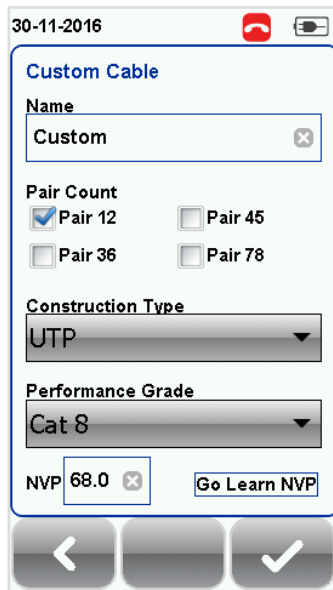 30-11-2016
Custom Cable
Name
Custom
Pair Count
Pair 12 Pair 45
Pair 36 Pair 78
Construction Type
UTP
Performance Grade
Cat 8
NVP 68.0 Go Learn NVP